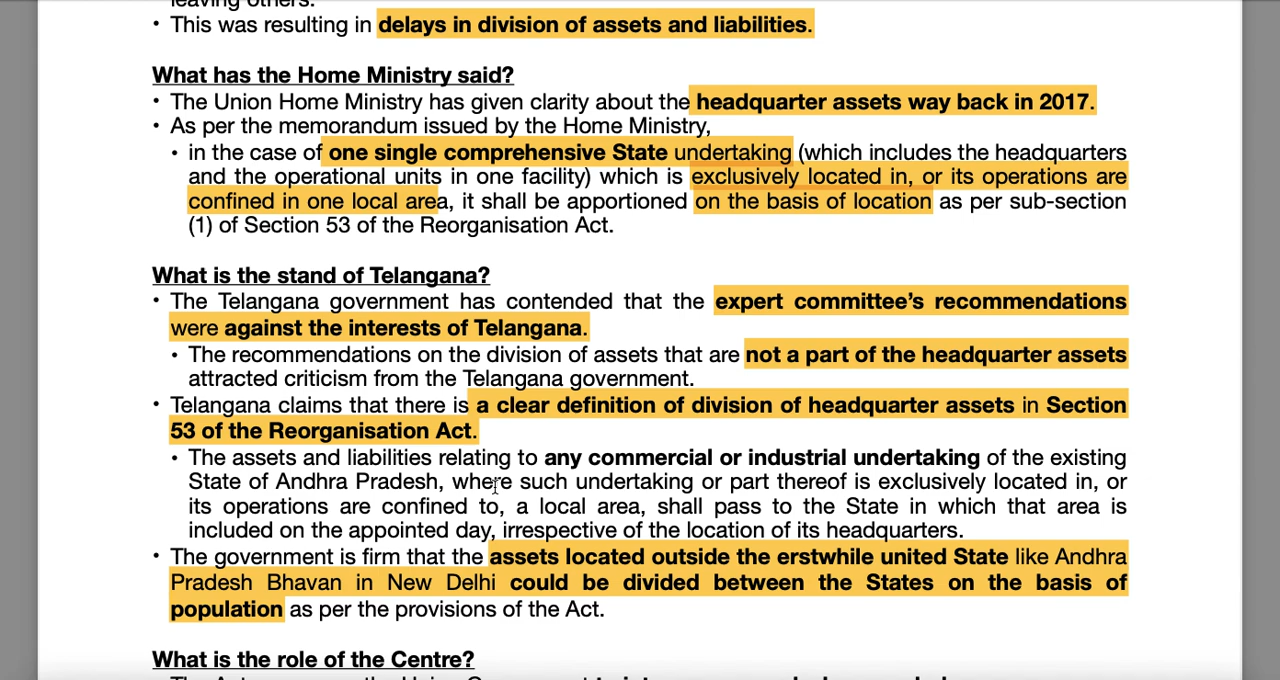 leaving others.
• This was resulting in delays in division of assets and liabilities.
What has the Home Ministry said?
• The Union Home Ministry has given clarity about the headquarter assets way back in 2017.
• As per the memorandum issued by the Home Ministry,
• in the case of one single comprehensive State undertaking (which includes the headquarters
and the operational units in one facility) which is exclusively located in, or its operations are
confined in one local area, it shall be apportioned on the basis of location as per sub-section
(1) of Section 53 of the Reorganisation Act.
What is the stand of Telangana?
• The Telangana government has contended that the expert committee’s recommendations
were against the interests of Telangana.
• The recommendations on the division of assets that are not a part of the headquarter assets
attracted criticism from the Telangana government.
• Telangana claims that there is a clear definition of division of headquarter assets in Section
53 of the Reorganisation Act.
• The assets and liabilities relating to any commercial or industrial undertaking of the existing
State of Andhra Pradesh, where such undertaking or part thereof is exclusively located in, or
its operations are confined to, a local area, shall pass to the State in which that area is
included on the appointed day, irrespective of the location of its headquarters.
• The government is firm that the assets located outside the erstwhile united State like Andhra
Pradesh Bhavan in New Delhi could be divided between the States on the basis of
population as per the provisions of the Act.
What is the role of the Centre?